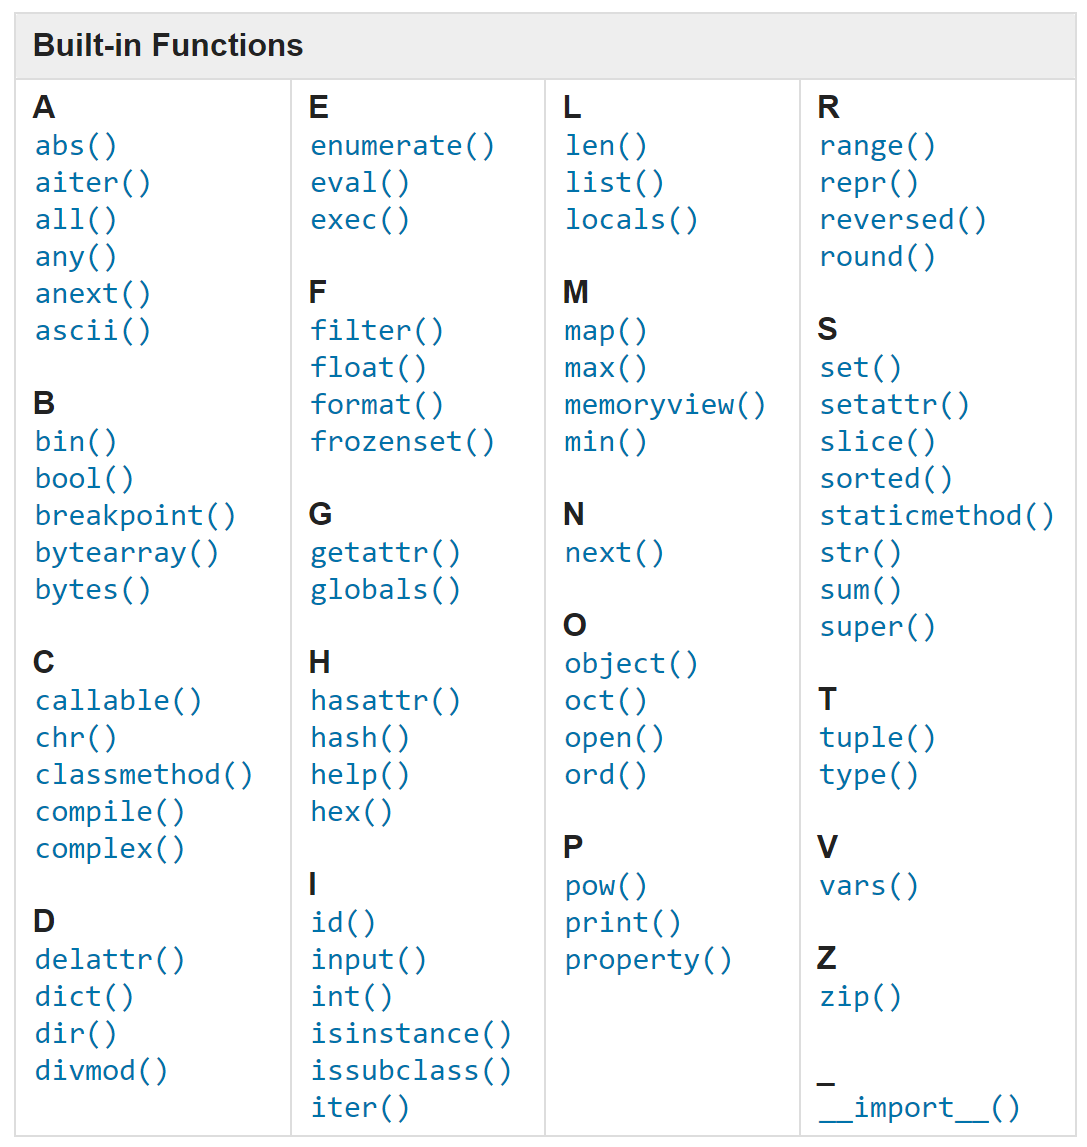 Built-in Functions
A
abs()
aiter()
all()
any()
anext()
ascii()
B
bin()
bool()
breakpoint()
bytearray()
bytes()
C
callable()
chr()
classmethod()
compile()
complex()
D
delattr()
dict()
dir()
divmod()
E
enumerate()
eval()
exec()
F
filter()
float()
format()
frozenset()
G
getattr()
globals()
H
hasattr()
hash()
help()
hex()
I
id()
input()
int()
isinstance()
issubclass()
iter()
L
len()
list()
locals()
M
map()
max()
memoryview()
min()
N
next()
O
object()
oct()
open()
ord()
P
pow()
print()
property()
R
range()
repr()
reversed()
round()
S
set()
setattr()
slice()
sorted()
staticmethod()
str()
sum()
super()
T
tuple()
type()
V
vars()
Z
zip()
_
__import__()